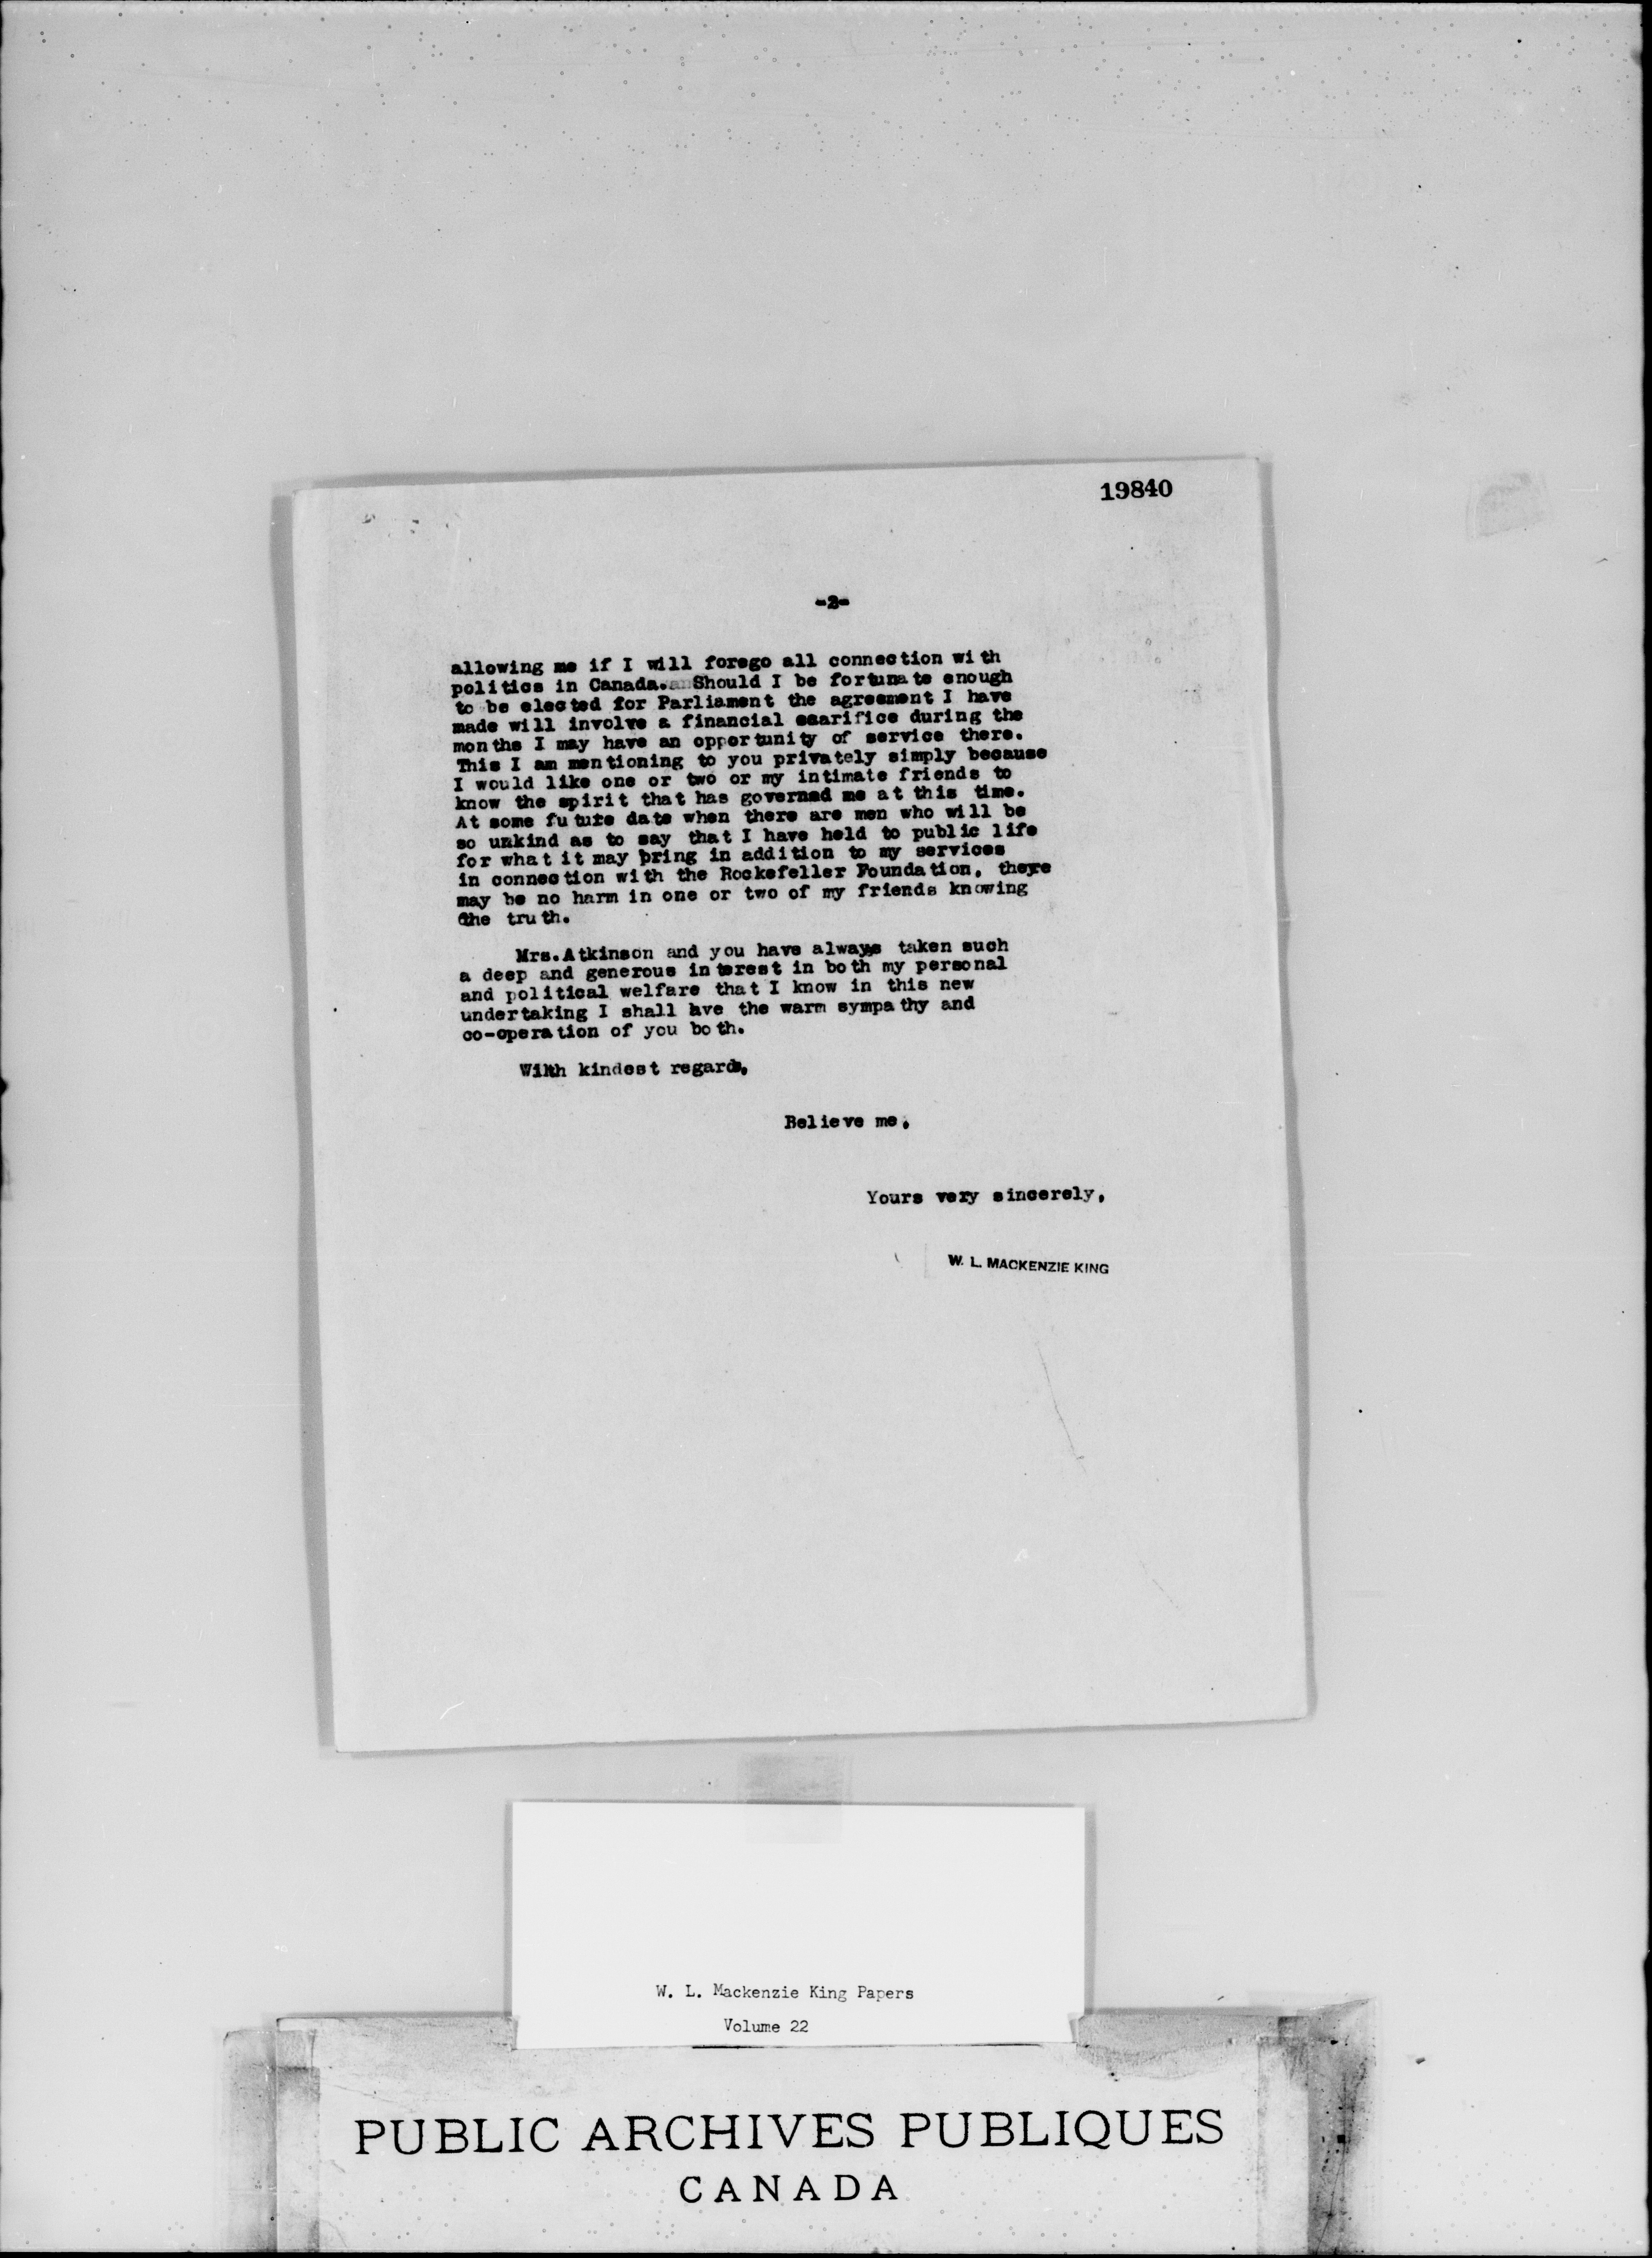 19840
-2-
allowing me if I will forego all connection with
politics in Canada. Should I be fortunate enough
to be elected for Parliament the agreement I have
made will involve a financial ssarifice during the
months I may have an opportunity of service there.
This I am mentioning to you privately simply because
I would like one or two or my intimate friends to
know the spirit that has governed me at this time.
At some future date when there are men who will be
so unkind as to say that I have held to public life
for what it may bring in addition to my services
in connection with the Rockefeller Foundation, there
may be no harm in one or two of my friends knowing
the truth.
Mrs.Atkinson and you have always taken such
a deep and generous interest in both my personal
and political welfare that I know in this new
undertaking I shall have the warm sympathy and
co-operation of you both.
With kindest regards,
Believe me,
Yours very sincerely,
W. L. MACKENZIE KING
W. L. Mackenzie King Papers
Volume 22
PUBLIC ARCHIVES PUBLIQUES
CANADA